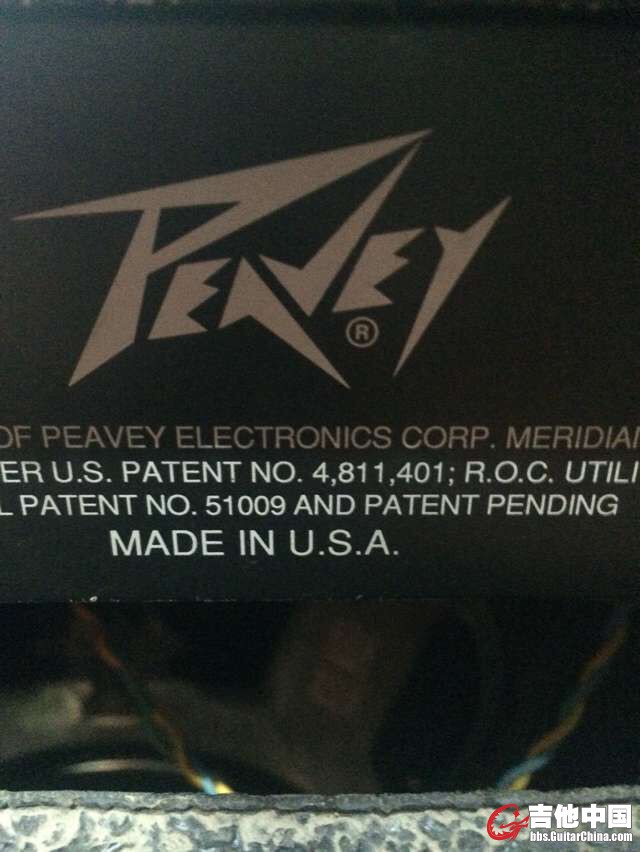 PEAVEY
®
OF PEAVEY ELECTRONICS CORP. MERIDIAN
ER U.S. PATENT NO. 4,811,401; R.O.C. UTILI
L PATENT NO. 51009 AND PATENT PENDING
MADE IN U.S.A.
吉他中国
bbs.GuitarChina.com